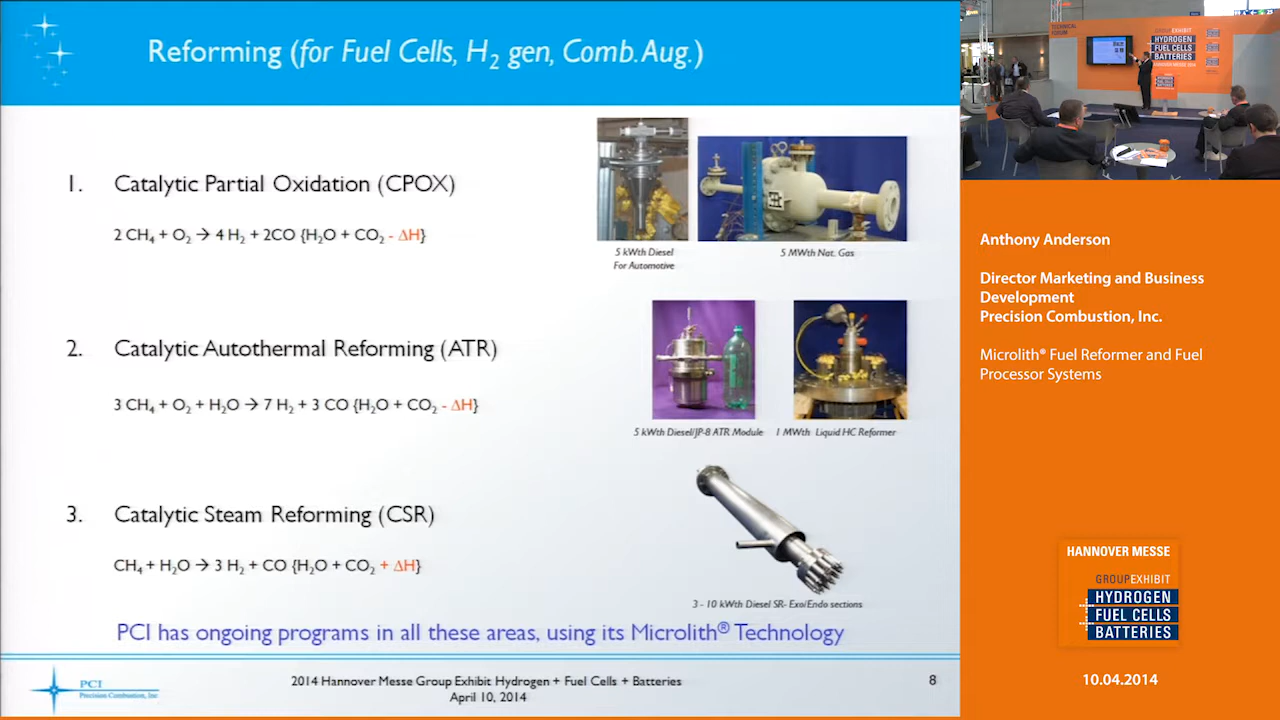 Reforming (for Fuel Cells, H₂ gen, Comb. Aug.)
1. Catalytic Partial Oxidation (CPOX)
2 CH₄ + O₂ → 4 H₂ + 2CO {H₂O + CO₂ - ΔH}
5 kWth Diesel
For Automotive
5 MWth Nat. Gas
2. Catalytic Autothermal Reforming (ATR)
3 CH₄ + O₂ + H₂O → 7 H₂ + 3 CO {H₂O + CO₂ - ΔH}
5 kWth Diesel/JP-8 ATR Module
1 MWth Liquid HC Reformer
3. Catalytic Steam Reforming (CSR)
CH₄ + H₂O → 3 H₂ + CO {H₂O + CO₂ + ΔH}
3 - 10 kWth Diesel SR- Exo/Endo sections
PCI has ongoing programs in all these areas, using its Microlith® Technology
PCI
Precision Combustion, Inc
2014 Hannover Messe Group Exhibit Hydrogen + Fuel Cells + Batteries
April 10, 2014
8
TECHNICAL
FORUM
GROUP EXHIBIT
HYDROGEN
FUEL CELLS
BATTERIES
Anthony Anderson
Director Marketing and Business
Development
Precision Combustion, Inc.
Microlith® Fuel Reformer and Fuel
Processor Systems
HANNOVER MESSE
GROUPEXHIBIT
HYDROGEN
FUEL CELLS
BATTERIES
10.04.2014